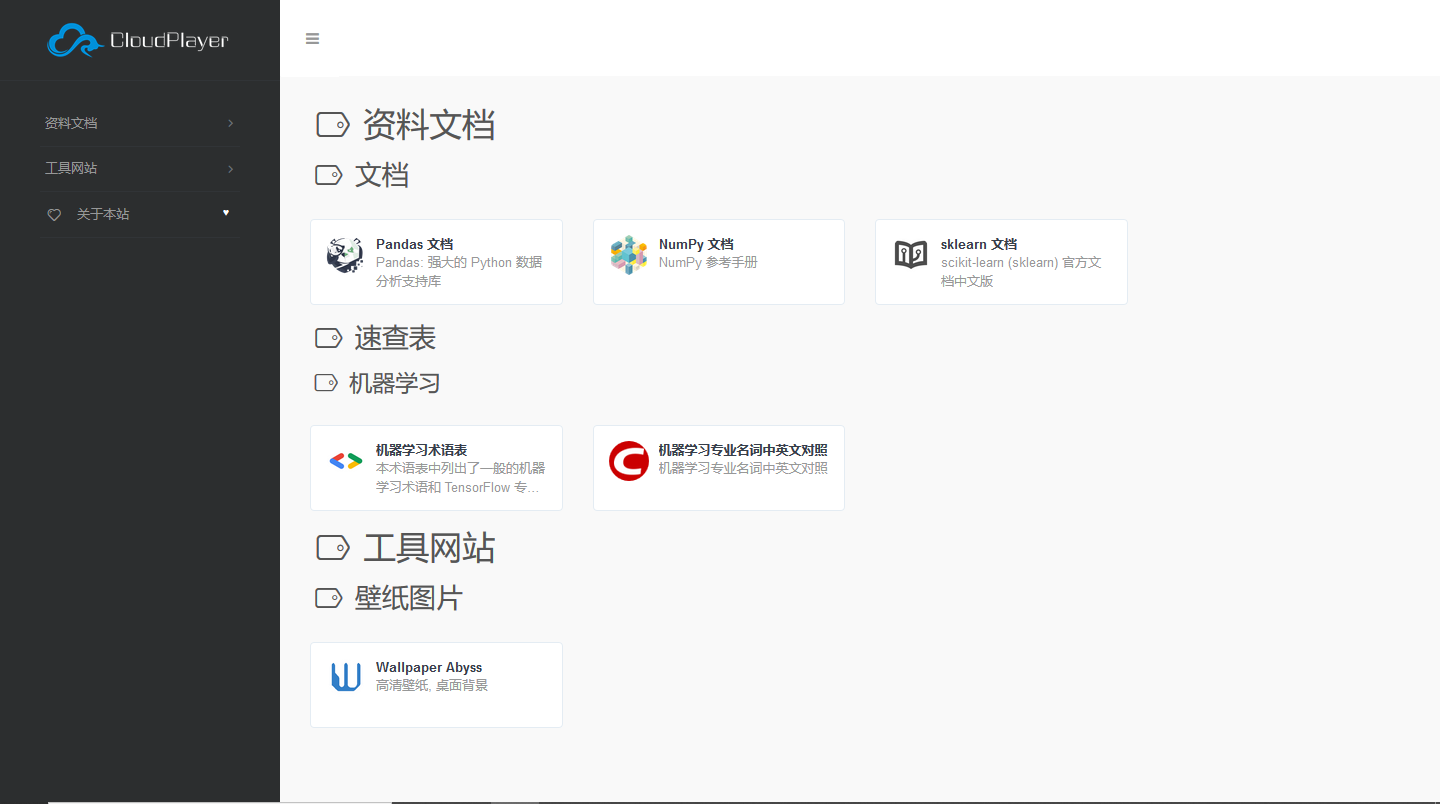 CloudPlayer
资料文档
工具网站
关于本站
资料文档
文档
Pandas 文档
Pandas: 强大的 Python 数据
分析支持库
NumPy 文档
NumPy 参考手册
sklearn 文档
scikit-learn (sklearn) 官方文
档中文版
速查表
机器学习
机器学习术语表
本术语表中列出了一般的机器
学习术语和 TensorFlow 专…
机器学习专业名词中英文对照
机器学习专业名词中英文对照
工具网站
壁纸图片
Wallpaper Abyss
高清壁纸, 桌面背景